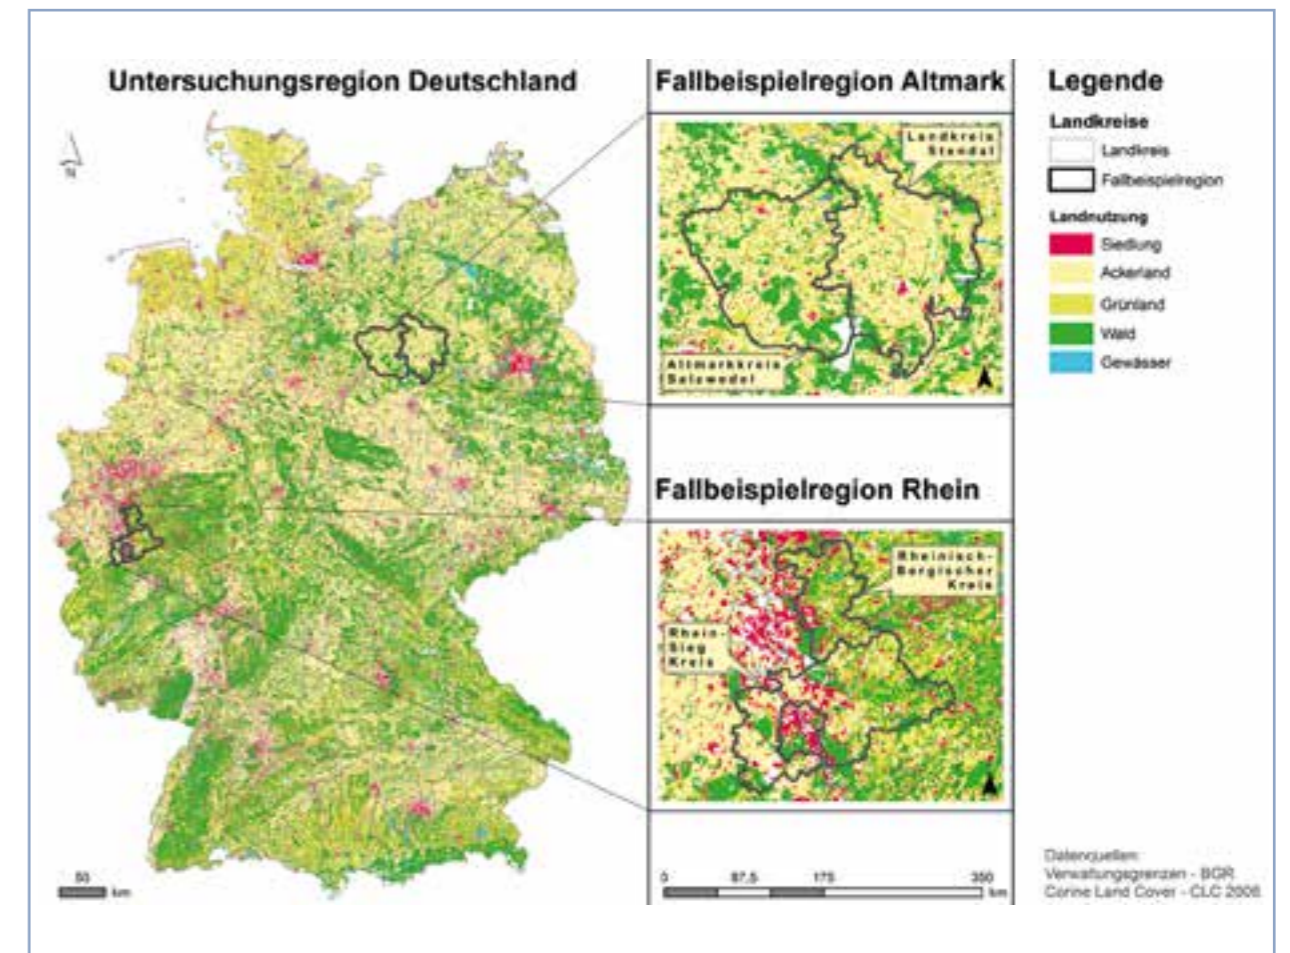 Untersuchungsregion Deutschland
N
50
km
Fallbeispielregion Altmark
Landkreis
Stendal
Altmarkkreis
Salzwedel
Fallbeispielregion Rhein
Rheinisch-
Bergischer
Kreis
Rhein-
Sieg
Kreis
0 87,5 175 350
km
Legende
Landkreise
Landkreis
Fallbeispielregion
Landnutzung
Siedlung
Ackerland
Grünland
Wald
Gewässer
Datenquellen:
Verwaltungsgrenzen - BGR
Corine Land Cover - CLC 2006